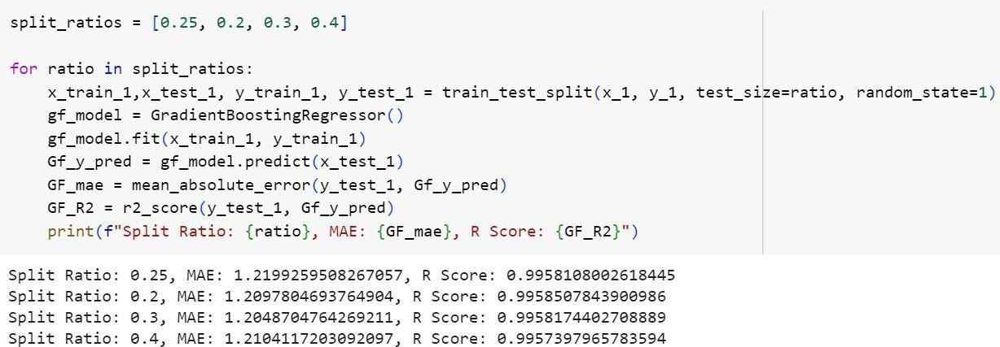 split_ratios = [0.25, 0.2, 0.3, 0.4]
for ratio in split_ratios:
    x_train_1,x_test_1, y_train_1, y_test_1 = train_test_split(x_1, y_1, test_size=ratio, random_state=1)
    gf_model = GradientBoostingRegressor()
    gf_model.fit(x_train_1, y_train_1)
    Gf_y_pred = gf_model.predict(x_test_1)
    GF_mae = mean_absolute_error(y_test_1, Gf_y_pred)
    GF_R2 = r2_score(y_test_1, Gf_y_pred)
    print(f"Split Ratio: {ratio}, MAE: {GF_mae}, R Score: {GF_R2}")
Split Ratio: 0.25, MAE: 1.2199259508267057, R Score: 0.9958108002618445
Split Ratio: 0.2, MAE: 1.2097804693764904, R Score: 0.9958507843900986
Split Ratio: 0.3, MAE: 1.2048704764269211, R Score: 0.9958174402708889
Split Ratio: 0.4, MAE: 1.2104117203092097, R Score: 0.9957397965783594